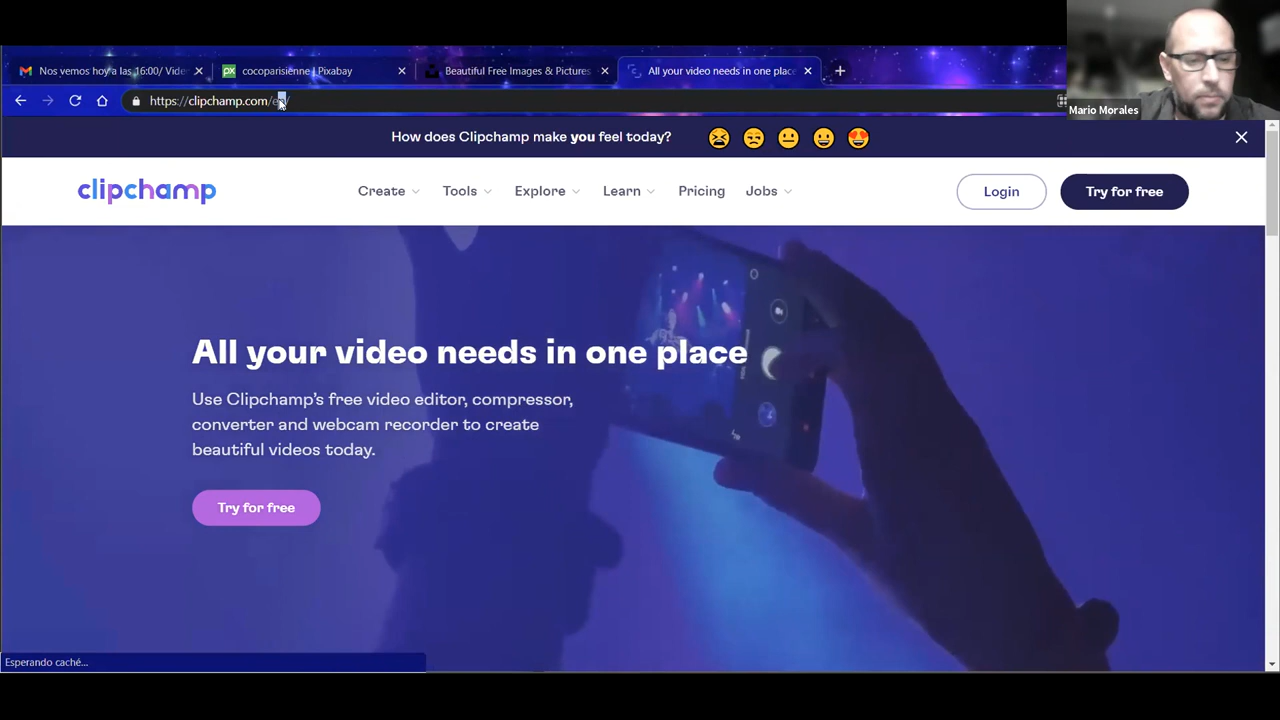 Nos vemos hoy a las 16:00/ Vide
cocoparisienne | Pixabay
Beautiful Free Images & Pictures
All your video needs in one place
https://clipchamp.com/
Mario Morales
How does Clipchamp make you feel today?
clipchamp
Create
Tools
Explore
Learn
Pricing
Jobs
Login
Try for free
All your video needs in one place
Use Clipchamp's free video editor, compressor,
converter and webcam recorder to create
beautiful videos today.
Try for free
Esperando caché...